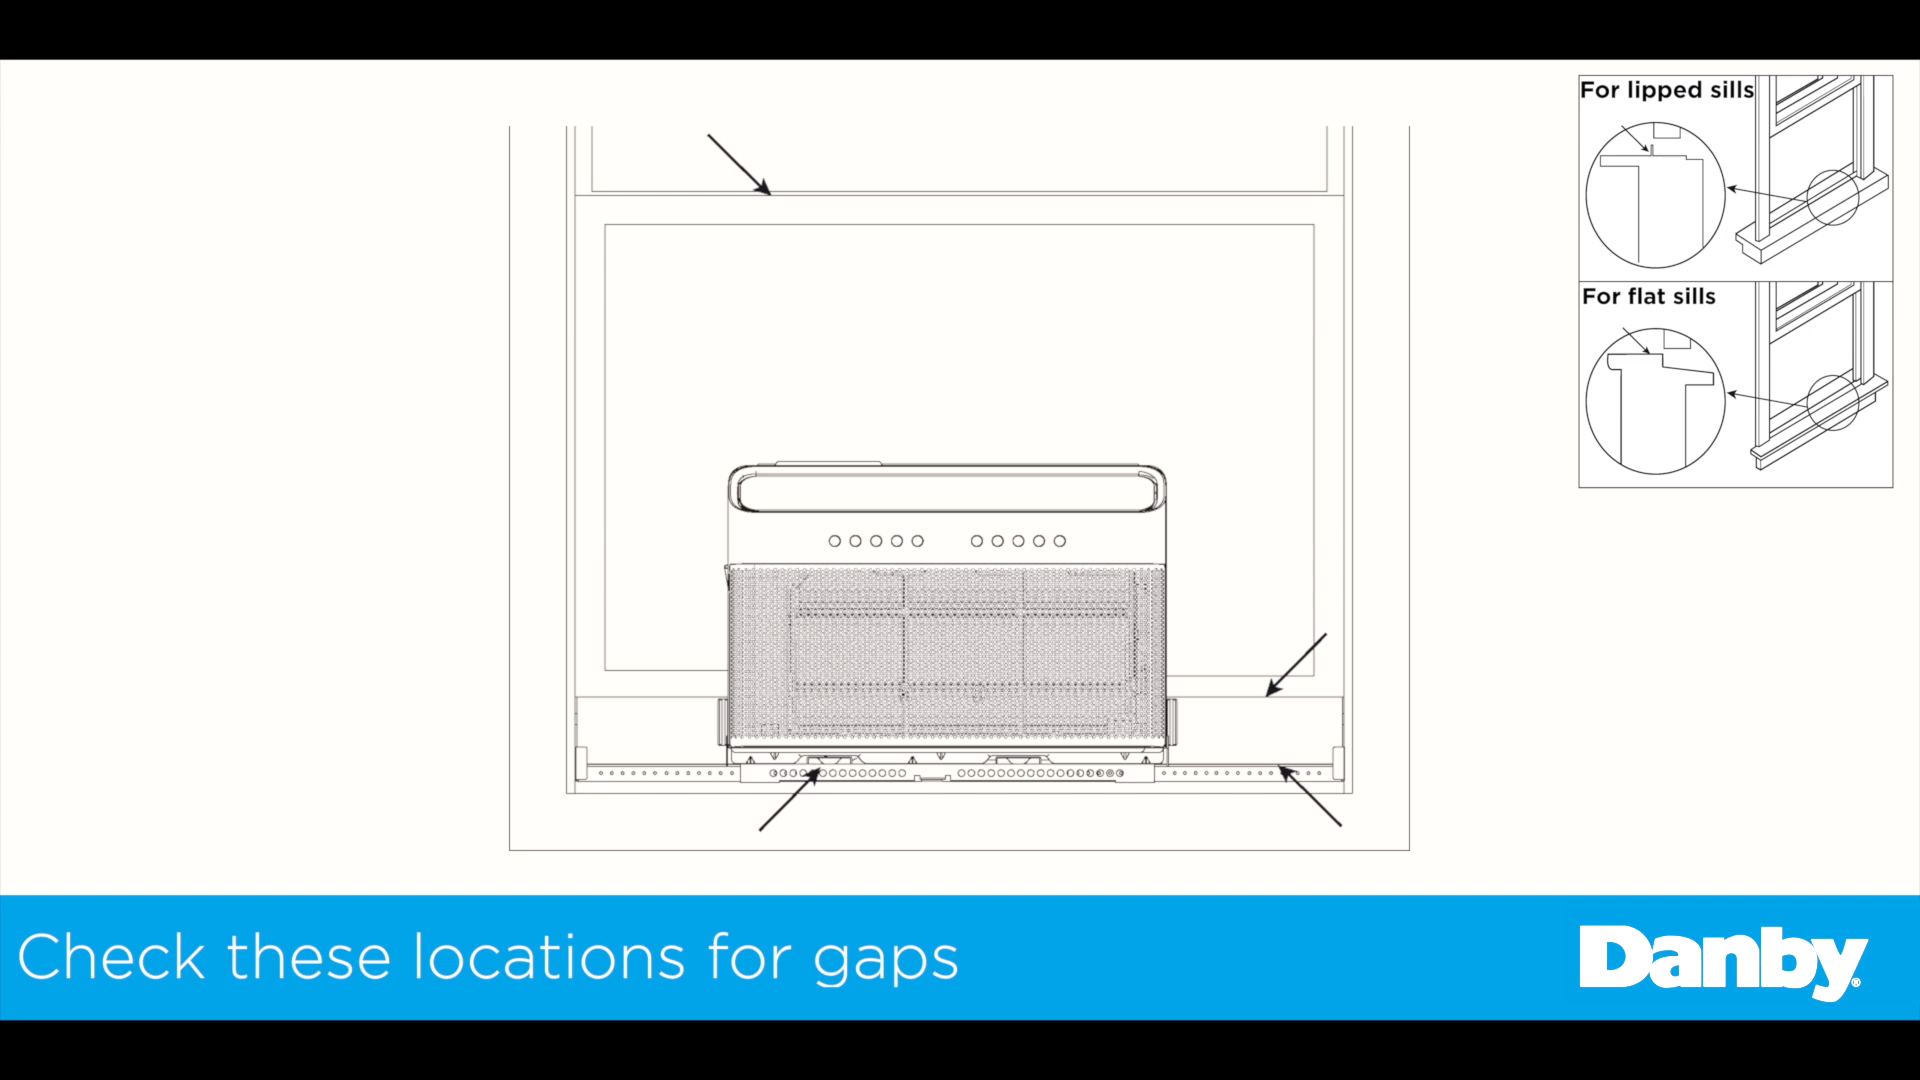 For lipped sills
For flat sills
Check these locations for gaps
Danby®